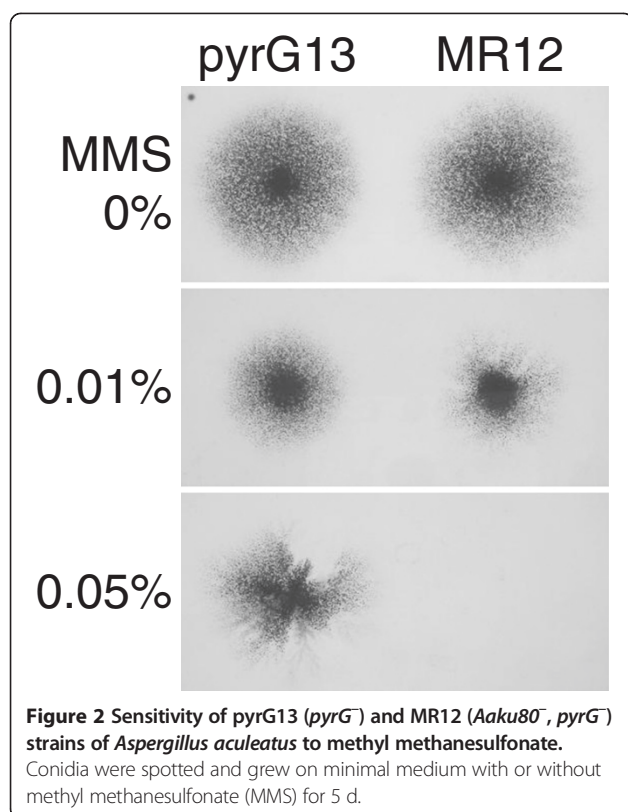 pyrG13 MR12
MMS
0%
0.01%
0.05%
Figure 2 Sensitivity of pyrG13 (pyrG⁻) and MR12 (Aaku80⁻, pyrG⁻)
strains of Aspergillus aculeatus to methyl methanesulfonate.
Conidia were spotted and grew on minimal medium with or without
methyl methanesulfonate (MMS) for 5 d.